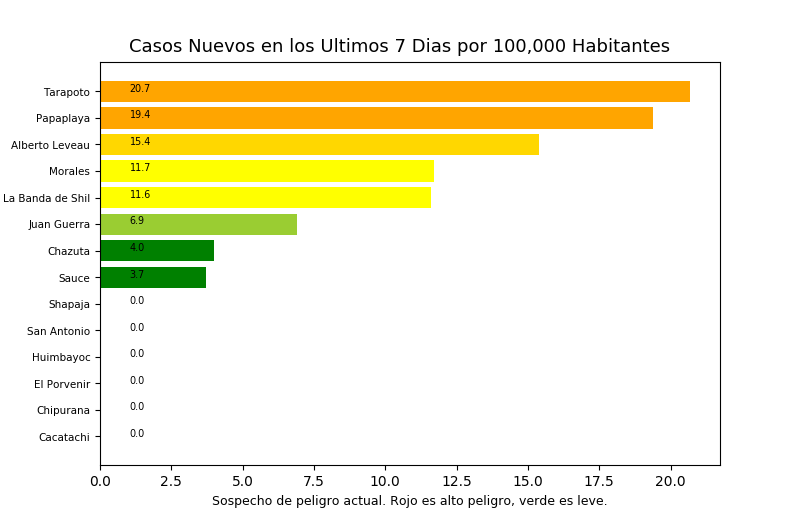 Casos Nuevos en los Ultimos 7 Dias por 100,000 Habitantes
Tarapoto 20.7
Papaplaya 19.4
Alberto Leveau 15.4
Morales 11.7
La Banda de Shil 11.6
Juan Guerra 6.9
Chazuta 4.0
Sauce 3.7
Shapaja 0.0
San Antonio 0.0
Huimbayoc 0.0
El Porvenir 0.0
Chipurana 0.0
Cacatachi 0.0
0.0 2.5 5.0 7.5 10.0 12.5 15.0 17.5 20.0
Sospecho de peligro actual. Rojo es alto peligro, verde es leve.